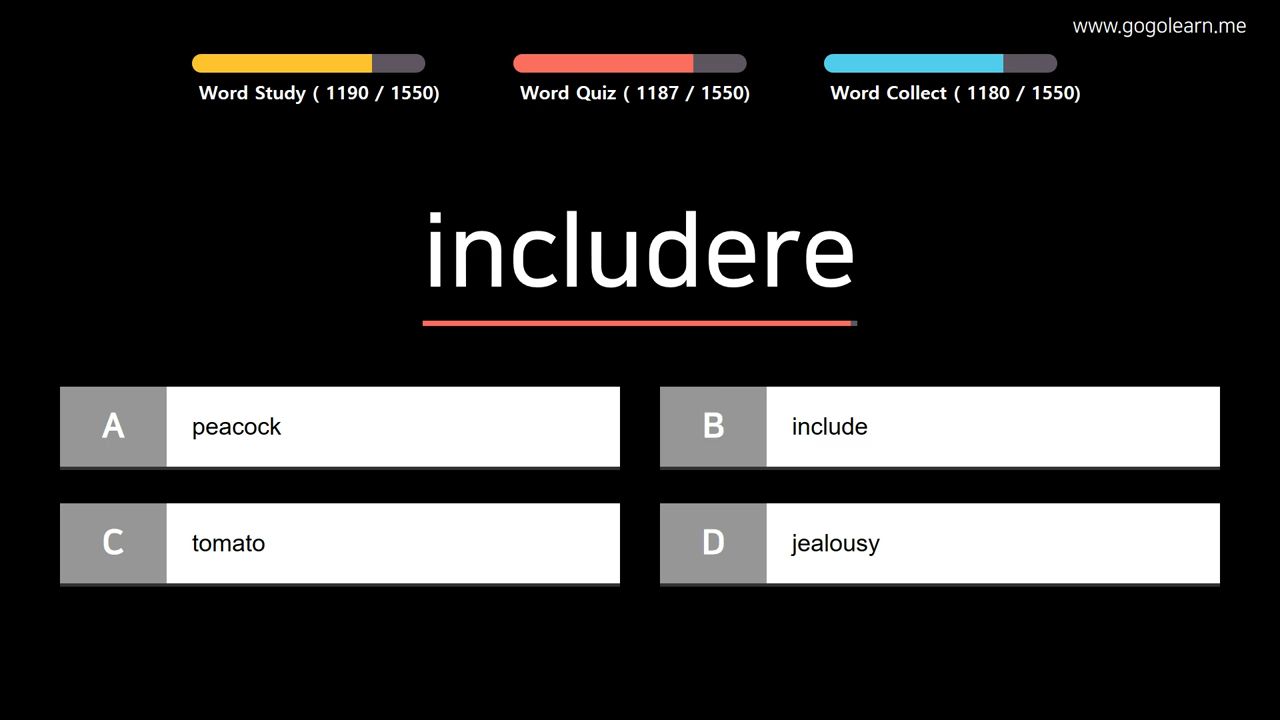 www.gogolearn.me
Word Study ( 1190 / 1550)
Word Quiz ( 1187 / 1550)
Word Collect ( 1180 / 1550)
includere
A peacock
B include
C tomato
D jealousy